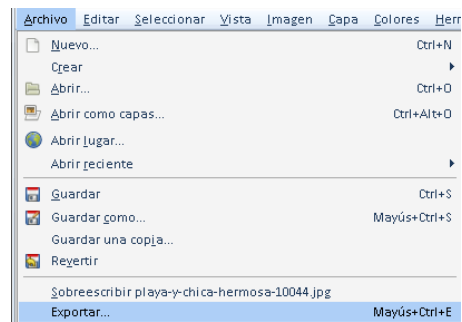 Archivo Editar Seleccionar Vista Imagen Capa Colores Herr
Nuevo... Ctrl+N
Crear
Abrir... Ctrl+O
Abrir como capas... Ctrl+Alt+O
Abrir lugar...
Abrir reciente
Guardar Ctrl+S
Guardar como... Mayús+Ctrl+S
Guardar una copia...
Revertir
Sobreescribir playa-y-chica-hermosa-10044.jpg
Exportar... Mayús+Ctrl+E